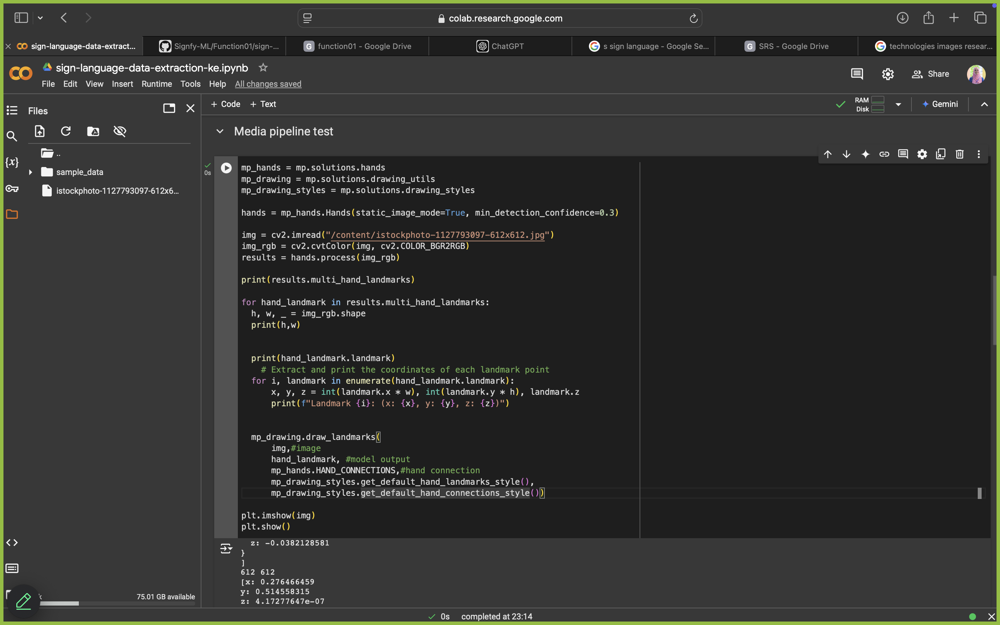 colab.research.google.com
sign-language-data-extract...
Signfy-ML/Function01/sign-...
function01 - Google Drive
ChatGPT
s sign language - Google Se...
SRS - Google Drive
technologies images resear...
sign-language-data-extraction-ke.ipynb
File Edit View Insert Runtime Tools Help All changes saved
Share
Files
+ Code + Text
RAM
Disk
Gemini
Media pipeline test
..
sample_data
istockphoto-1127793097-612x6...
{x}
0s
mp_hands = mp.solutions.hands
mp_drawing = mp.solutions.drawing_utils
mp_drawing_styles = mp.solutions.drawing_styles
hands = mp_hands.Hands(static_image_mode=True, min_detection_confidence=0.3)
img = cv2.imread("/content/istockphoto-1127793097-612x612.jpg")
img_rgb = cv2.cvtColor(img, cv2.COLOR_BGR2RGB)
results = hands.process(img_rgb)
print(results.multi_hand_landmarks)
for hand_landmark in results.multi_hand_landmarks:
h, w, _ = img_rgb.shape
print(h,w)
print(hand_landmark.landmark)
# Extract and print the coordinates of each landmark point
for i, landmark in enumerate(hand_landmark.landmark):
x, y, z = int(landmark.x * w), int(landmark.y * h), landmark.z
print(f"Landmark {i}: (x: {x}, y: {y}, z: {z})")
mp_drawing.draw_landmarks(
img,#image
hand_landmark, #model output
mp_hands.HAND_CONNECTIONS,#hand connection
mp_drawing_styles.get_default_hand_landmarks_style(),
mp_drawing_styles.get_default_hand_connections_style())
plt.imshow(img)
plt.show()
z: -0.0382128581
}
]
612 612
[x: 0.276466459
y: 0.514558315
z: 4.17277647e-07
75.01 GB available
0s completed at 23:14